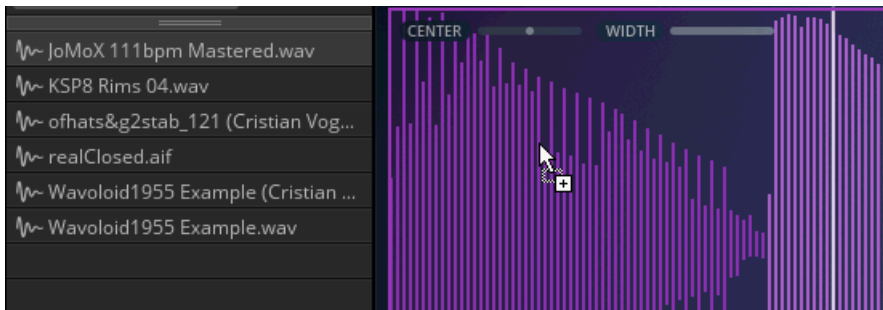 JoMoX 111bpm Mastered.wav
KSP8 Rims 04.wav
ofhats&g2stab_121 (Cristian Vog...
realClosed.aif
Wavoloid1955 Example (Cristian ...
Wavoloid1955 Example.wav
CENTER WIDTH